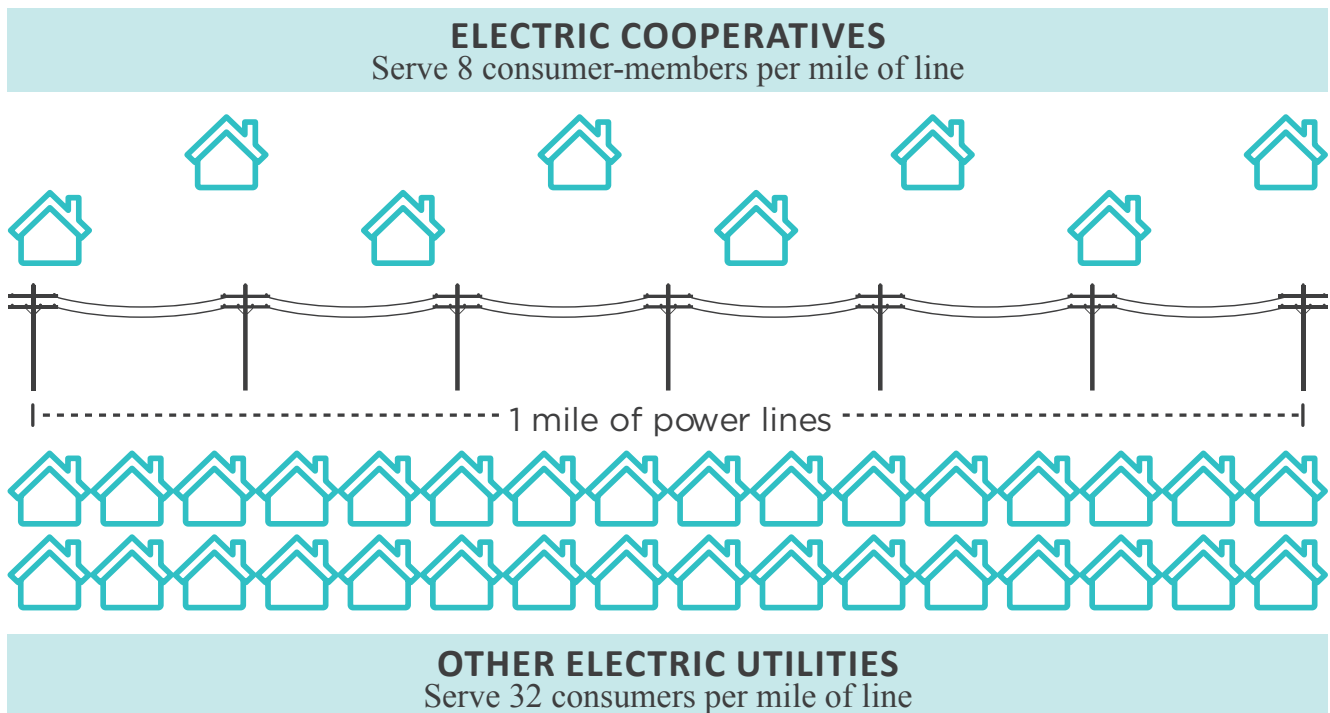 ELECTRIC COOPERATIVES
Serve 8 consumer-members per mile of line
1 mile of power lines
OTHER ELECTRIC UTILITIES
Serve 32 consumers per mile of line